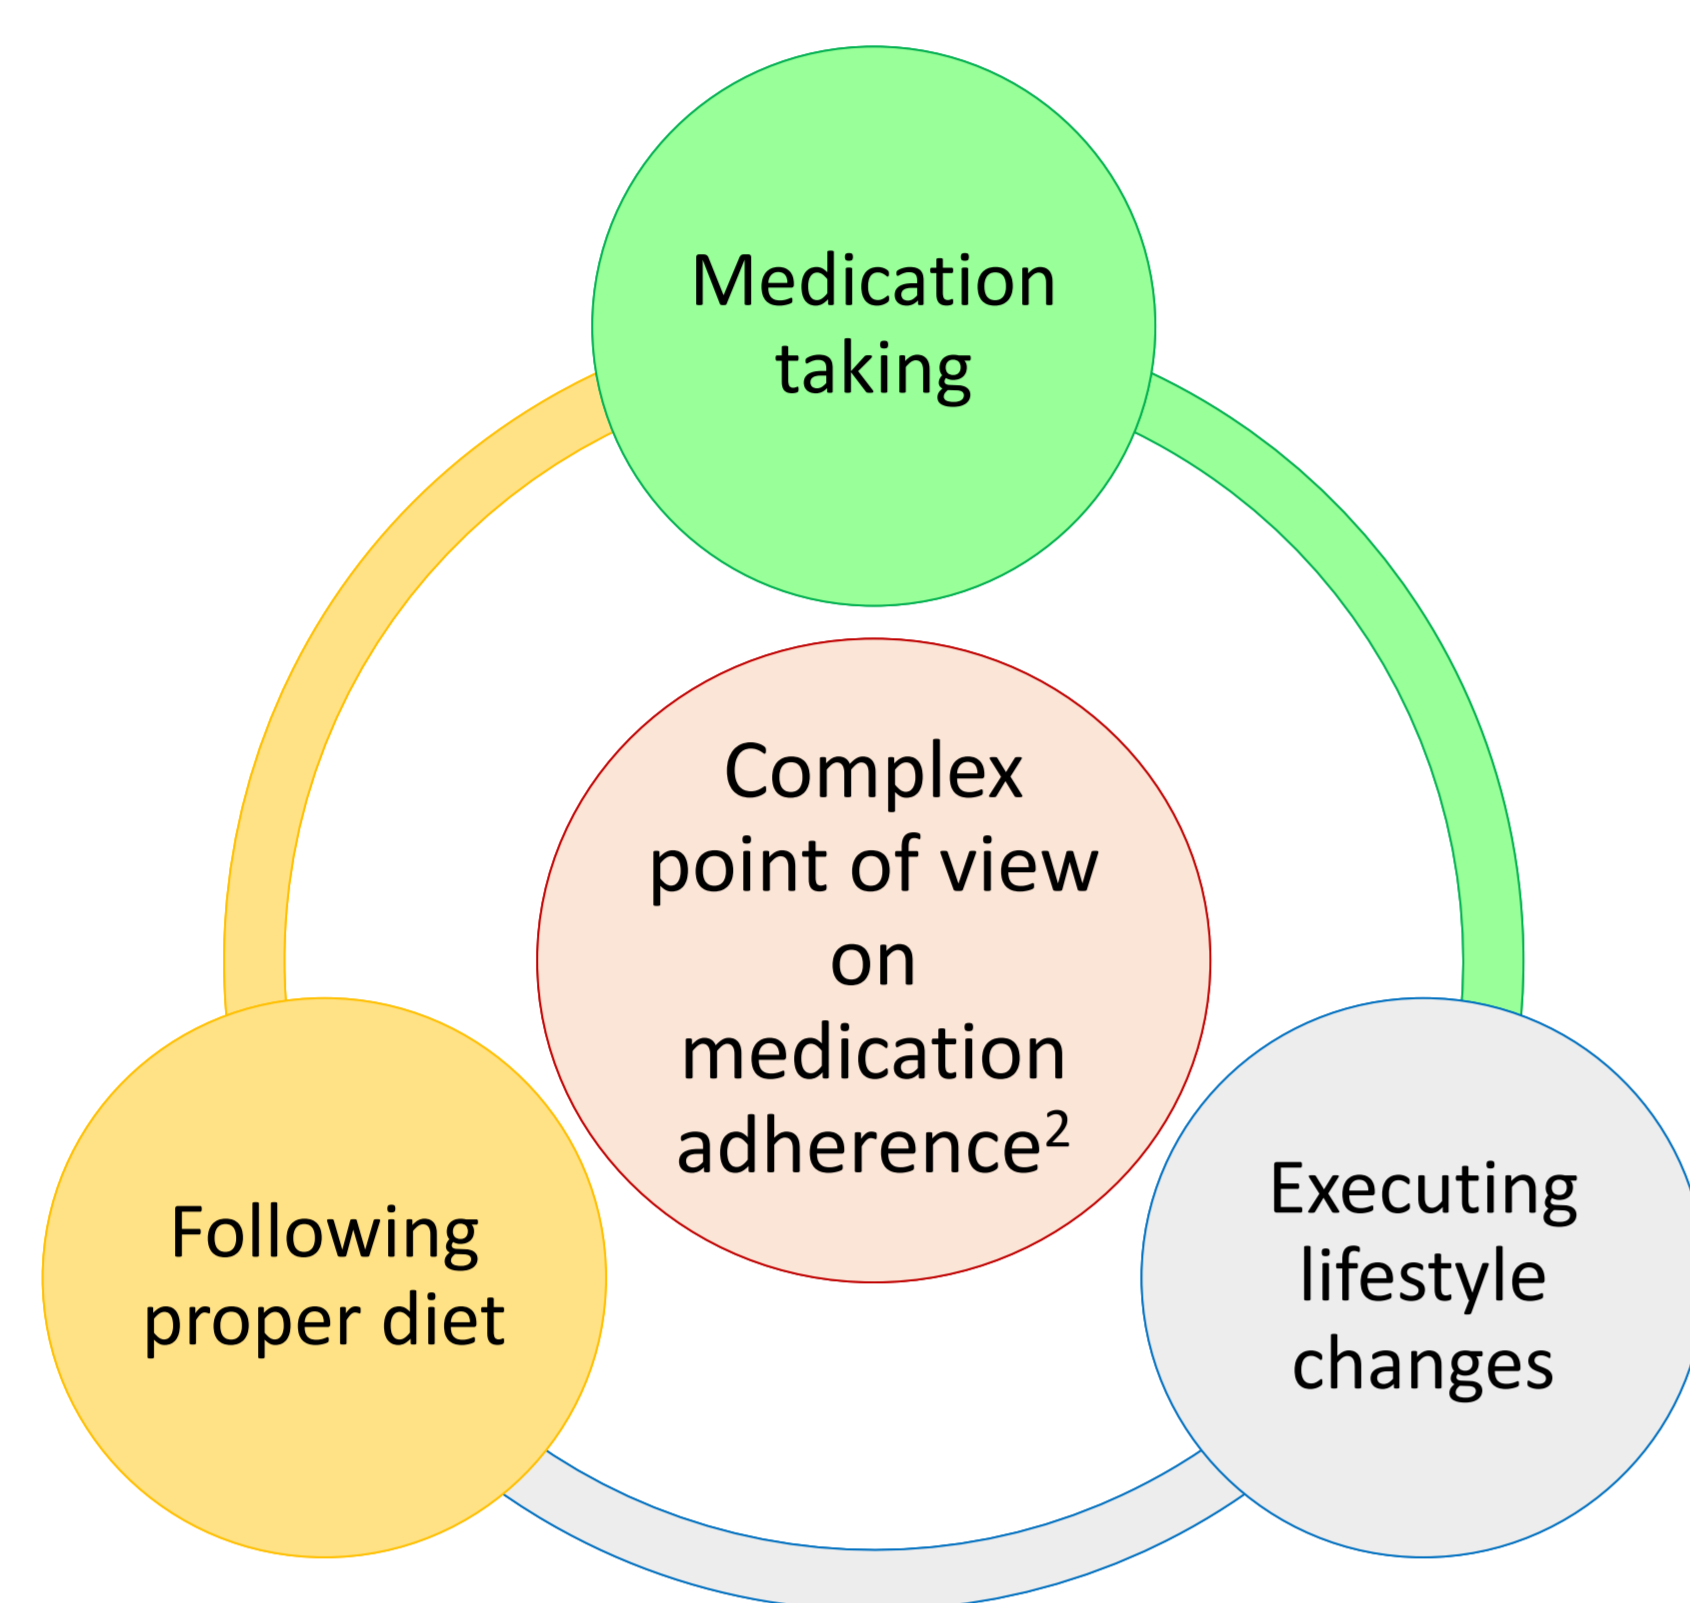 Medication
taking
Complex
point of view
on
medication
adherence²
Following
proper diet
Executing
lifestyle
changes